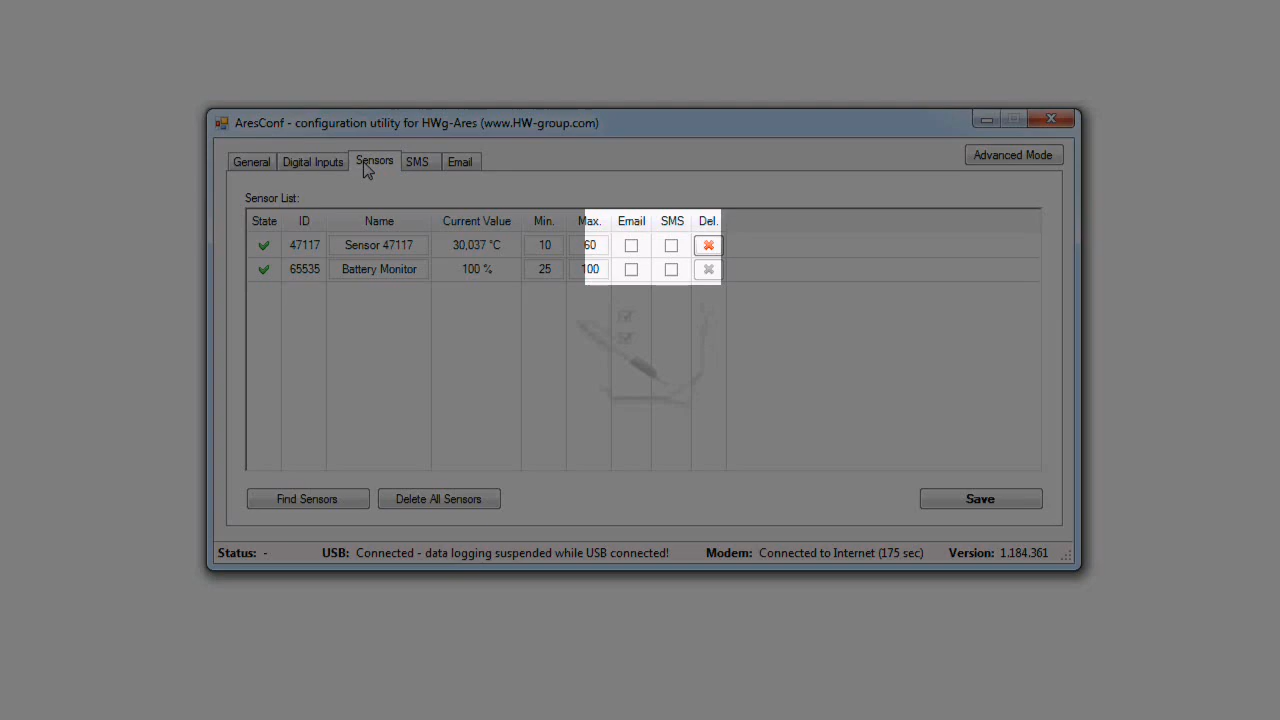 AresConf - configuration utility for HWg-Ares (www.HW-group.com)
General Digital Inputs Sensors SMS Email Advanced Mode
Sensor List:
State ID Name Current Value Min. Max. Email SMS Del.
47117 Sensor 47117 30,037 °C 10 60
65535 Battery Monitor 100 % 25 100
Find Sensors Delete All Sensors Save
Status: - USB: Connected - data logging suspended while USB connected! Modem: Connected to Internet (175 sec) Version: 1.184.361